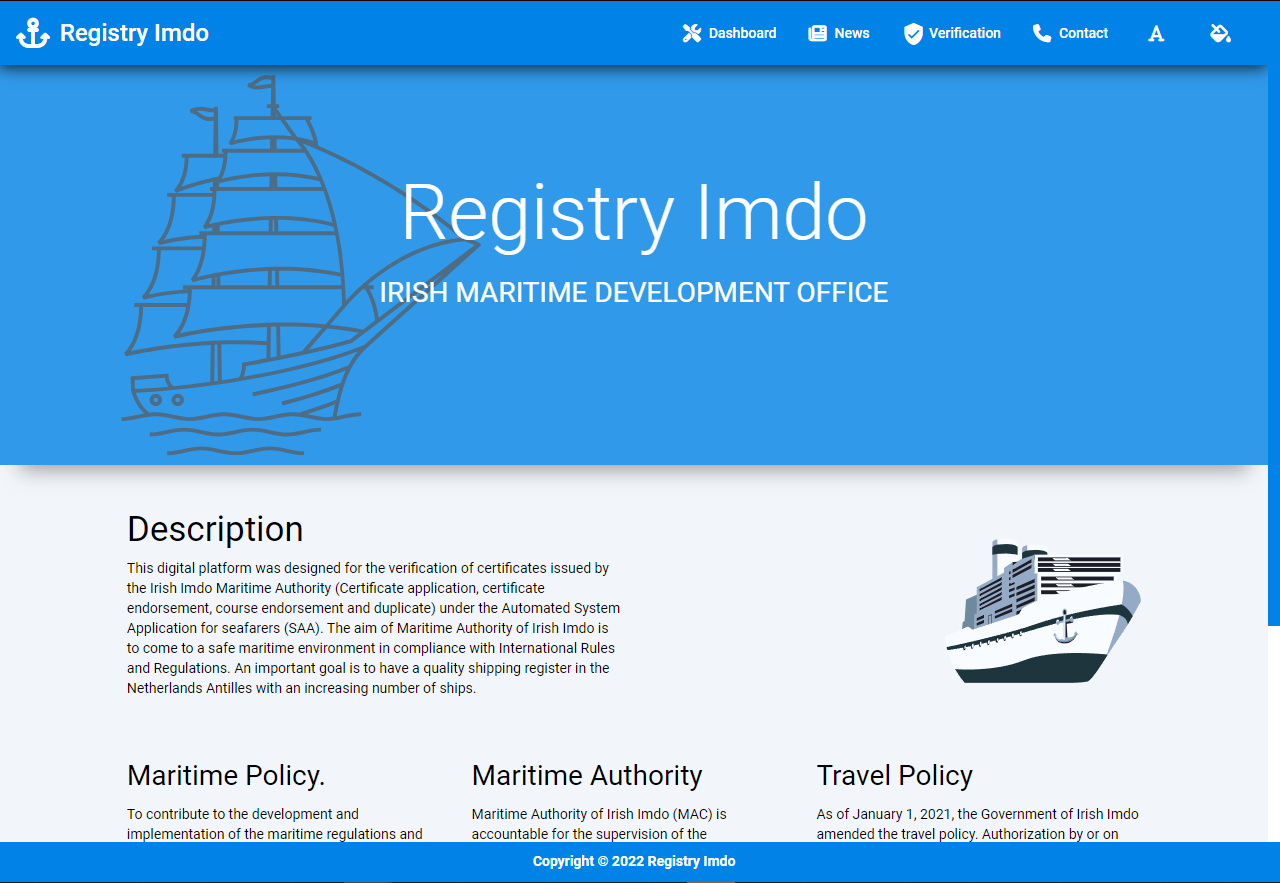 Registry Imdo
Dashboard
News
Verification
Contact
A
Registry Imdo
IRISH MARITIME DEVELOPMENT OFFICE
Description
This digital platform was designed for the verification of certificates issued by
the Irish Imdo Maritime Authority (Certificate application, certificate
endorsement, course endorsement and duplicate) under the Automated System
Application for seafarers (SAA). The aim of Maritime Authority of Irish Imdo is
to come to a safe maritime environment in compliance with International Rules
and Regulations. An important goal is to have a quality shipping register in the
Netherlands Antilles with an increasing number of ships.
Maritime Policy.
To contribute to the development and
implementation of the maritime regulations and
Maritime Authority
Maritime Authority of Irish Imdo (MAC) is
accountable for the supervision of the
Travel Policy
As of January 1, 2021, the Government of Irish Imdo
amended the travel policy. Authorization by or on
Copyright © 2022 Registry Imdo